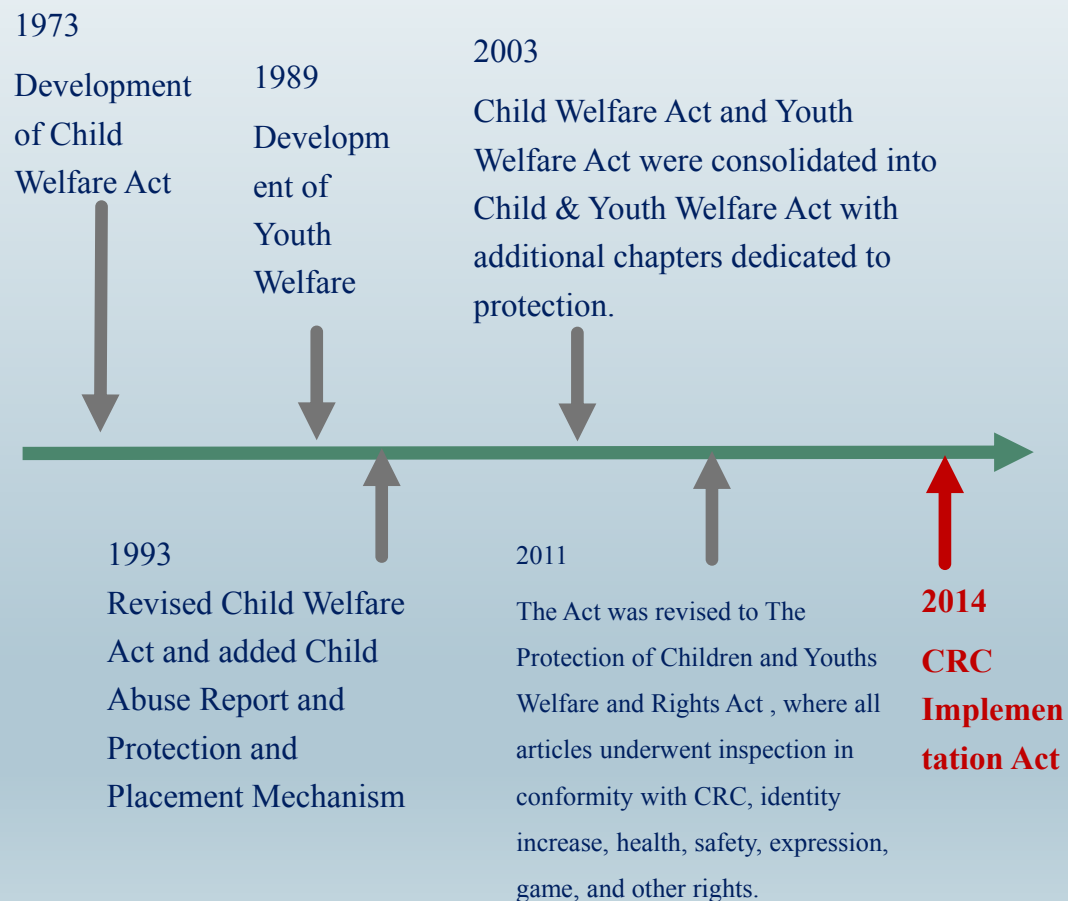 1973
Development
of Child
Welfare Act
1989
Developm
ent of
Youth
Welfare
2003
Child Welfare Act and Youth
Welfare Act were consolidated into
Child & Youth Welfare Act with
additional chapters dedicated to
protection.
1993
Revised Child Welfare
Act and added Child
Abuse Report and
Protection and
Placement Mechanism
2011
The Act was revised to The
Protection of Children and Youths
Welfare and Rights Act , where all
articles underwent inspection in
conformity with CRC, identity
increase, health, safety, expression,
game, and other rights.
2014
CRC
Implemen
tation Act